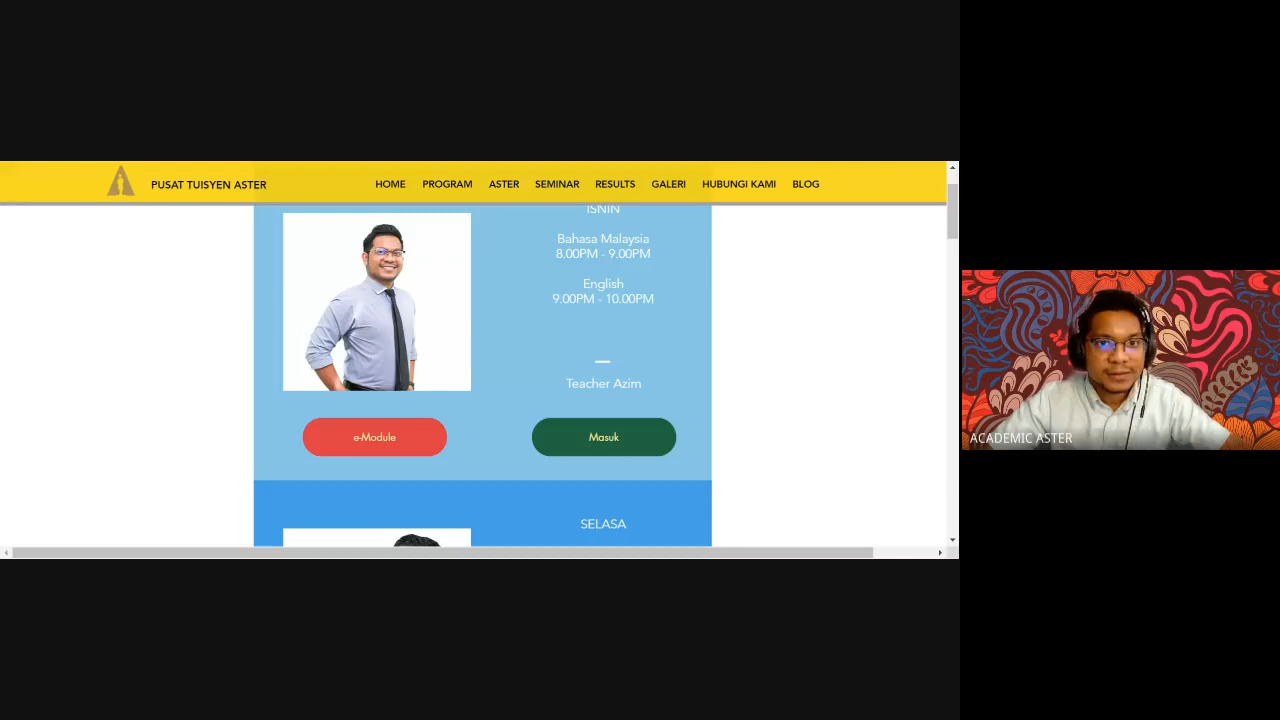 PUSAT TUISYEN ASTER
HOME PROGRAM ASTER SEMINAR RESULTS GALERI HUBUNGI KAMI BLOG
ISNIN
Bahasa Malaysia
8.00PM - 9.00PM
English
9.00PM - 10.00PM
Teacher Azim
e-Module
Masuk
SELASA
ACADEMIC ASTER